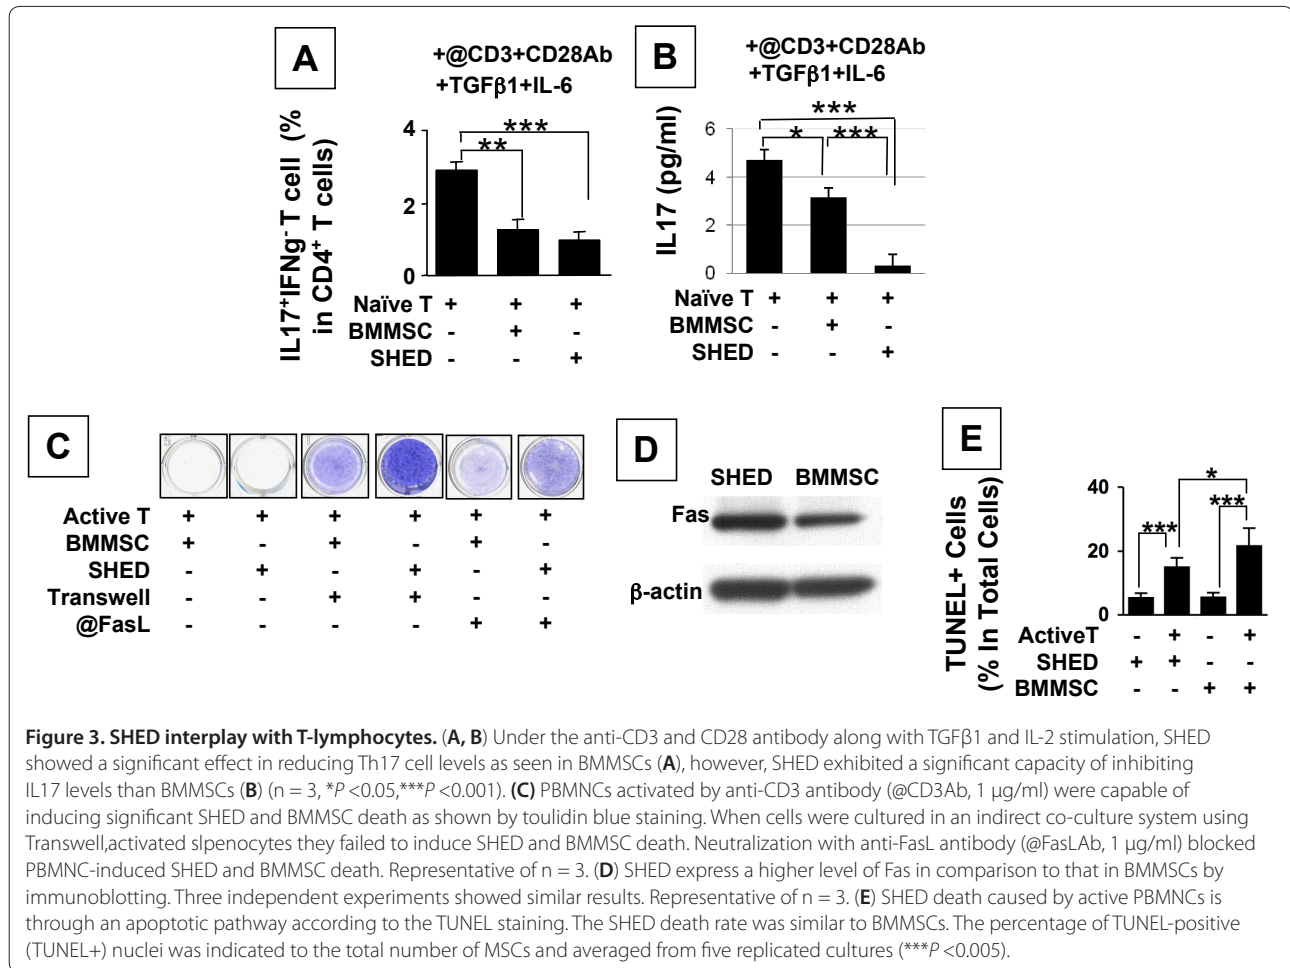 A
+@CD3+CD28Ab
+TGFβ1+IL-6
IL17+IFNg- T cell (%
in CD4+ T cells)
4
2
0
**
***
Naïve T + + +
BMMSC - + -
SHED - - +
B
+@CD3+CD28Ab
+TGFβ1+IL-6
IL17 (pg/ml)
6
4
2
0
***
* ***
Naïve T + + +
BMMSC - + -
SHED - - +
C
Active T + + + + + +
BMMSC + - + - + -
SHED - + - + - +
Transwell - - + + - -
@FasL - - - - + +
D
SHED BMMSC
Fas
β-actin
E
TUNEL+ Cells
(% In Total Cells)
40
20
0
*
*** ***
ActiveT - + - +
SHED + + - -
BMMSC - - + +
Figure 3. SHED interplay with T-lymphocytes. (A, B) Under the anti-CD3 and CD28 antibody along with TGFβ1 and IL-2 stimulation, SHED
showed a significant effect in reducing Th17 cell levels as seen in BMMSCs (A), however, SHED exhibited a significant capacity of inhibiting
IL17 levels than BMMSCs (B) (n = 3, *P <0.05,***P <0.001). (C) PBMNCs activated by anti-CD3 antibody (@CD3Ab, 1 μg/ml) were capable of
inducing significant SHED and BMMSC death as shown by toulidin blue staining. When cells were cultured in an indirect co-culture system using
Transwell,activated slpenocytes they failed to induce SHED and BMMSC death. Neutralization with anti-FasL antibody (@FasLAb, 1 μg/ml) blocked
PBMNC-induced SHED and BMMSC death. Representative of n = 3. (D) SHED express a higher level of Fas in comparison to that in BMMSCs by
immunoblotting. Three independent experiments showed similar results. Representative of n = 3. (E) SHED death caused by active PBMNCs is
through an apoptotic pathway according to the TUNEL staining. The SHED death rate was similar to BMMSCs. The percentage of TUNEL-positive
(TUNEL+) nuclei was indicated to the total number of MSCs and averaged from five replicated cultures (***P <0.005).